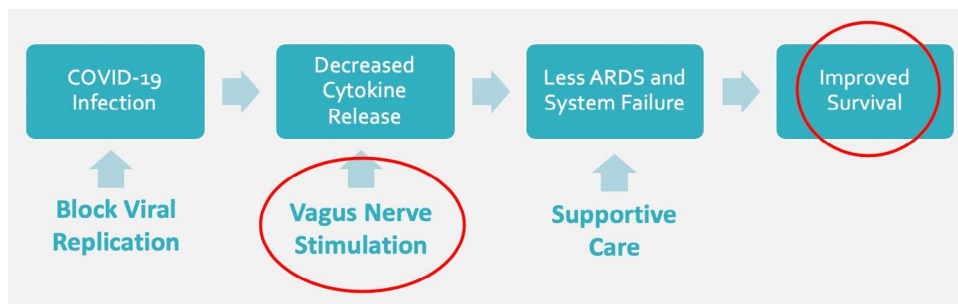 COVID-19
Infection
Decreased
Cytokine
Release
Less ARDS and
System Failure
Improved
Survival
Block Viral
Replication
Vagus Nerve
Stimulation
Supportive
Care